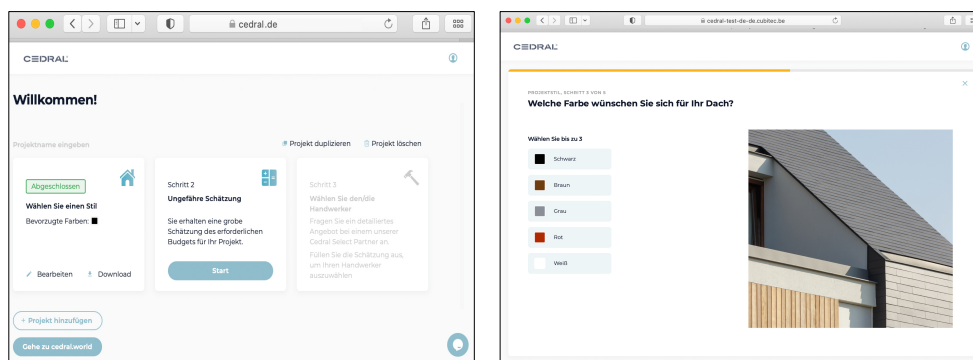 cedral.de
CEDRAL
Willkommen!
Projektname eingeben
Projekt duplizieren
Projekt löschen
Abgeschlossen
Wählen Sie einen Stil
Bevorzugte Farben:
Bearbeiten
Download
Schritt 2
Ungefähre Schätzung
Sie erhalten eine grobe
Schätzung des erforderlichen
Budgets für Ihr Projekt.
Start
Schritt 3
Wählen Sie den/die
Handwerker
Fragen Sie ein detailliertes
Angebot bei einem unserer
Cedral Select Partner an.
Füllen Sie die Schätzung aus,
um Ihren Handwerker
auszuwählen
+ Projekt hinzufügen
Gehe zu cedral.world
cedral-test-de-de.cubitec.be
CEDRAL
PROJEKTSTIL, SCHRITT 3 VON 5
Welche Farbe wünschen Sie sich für Ihr Dach?
Wählen Sie bis zu 3
Schwarz
Braun
Grau
Rot
Weiß